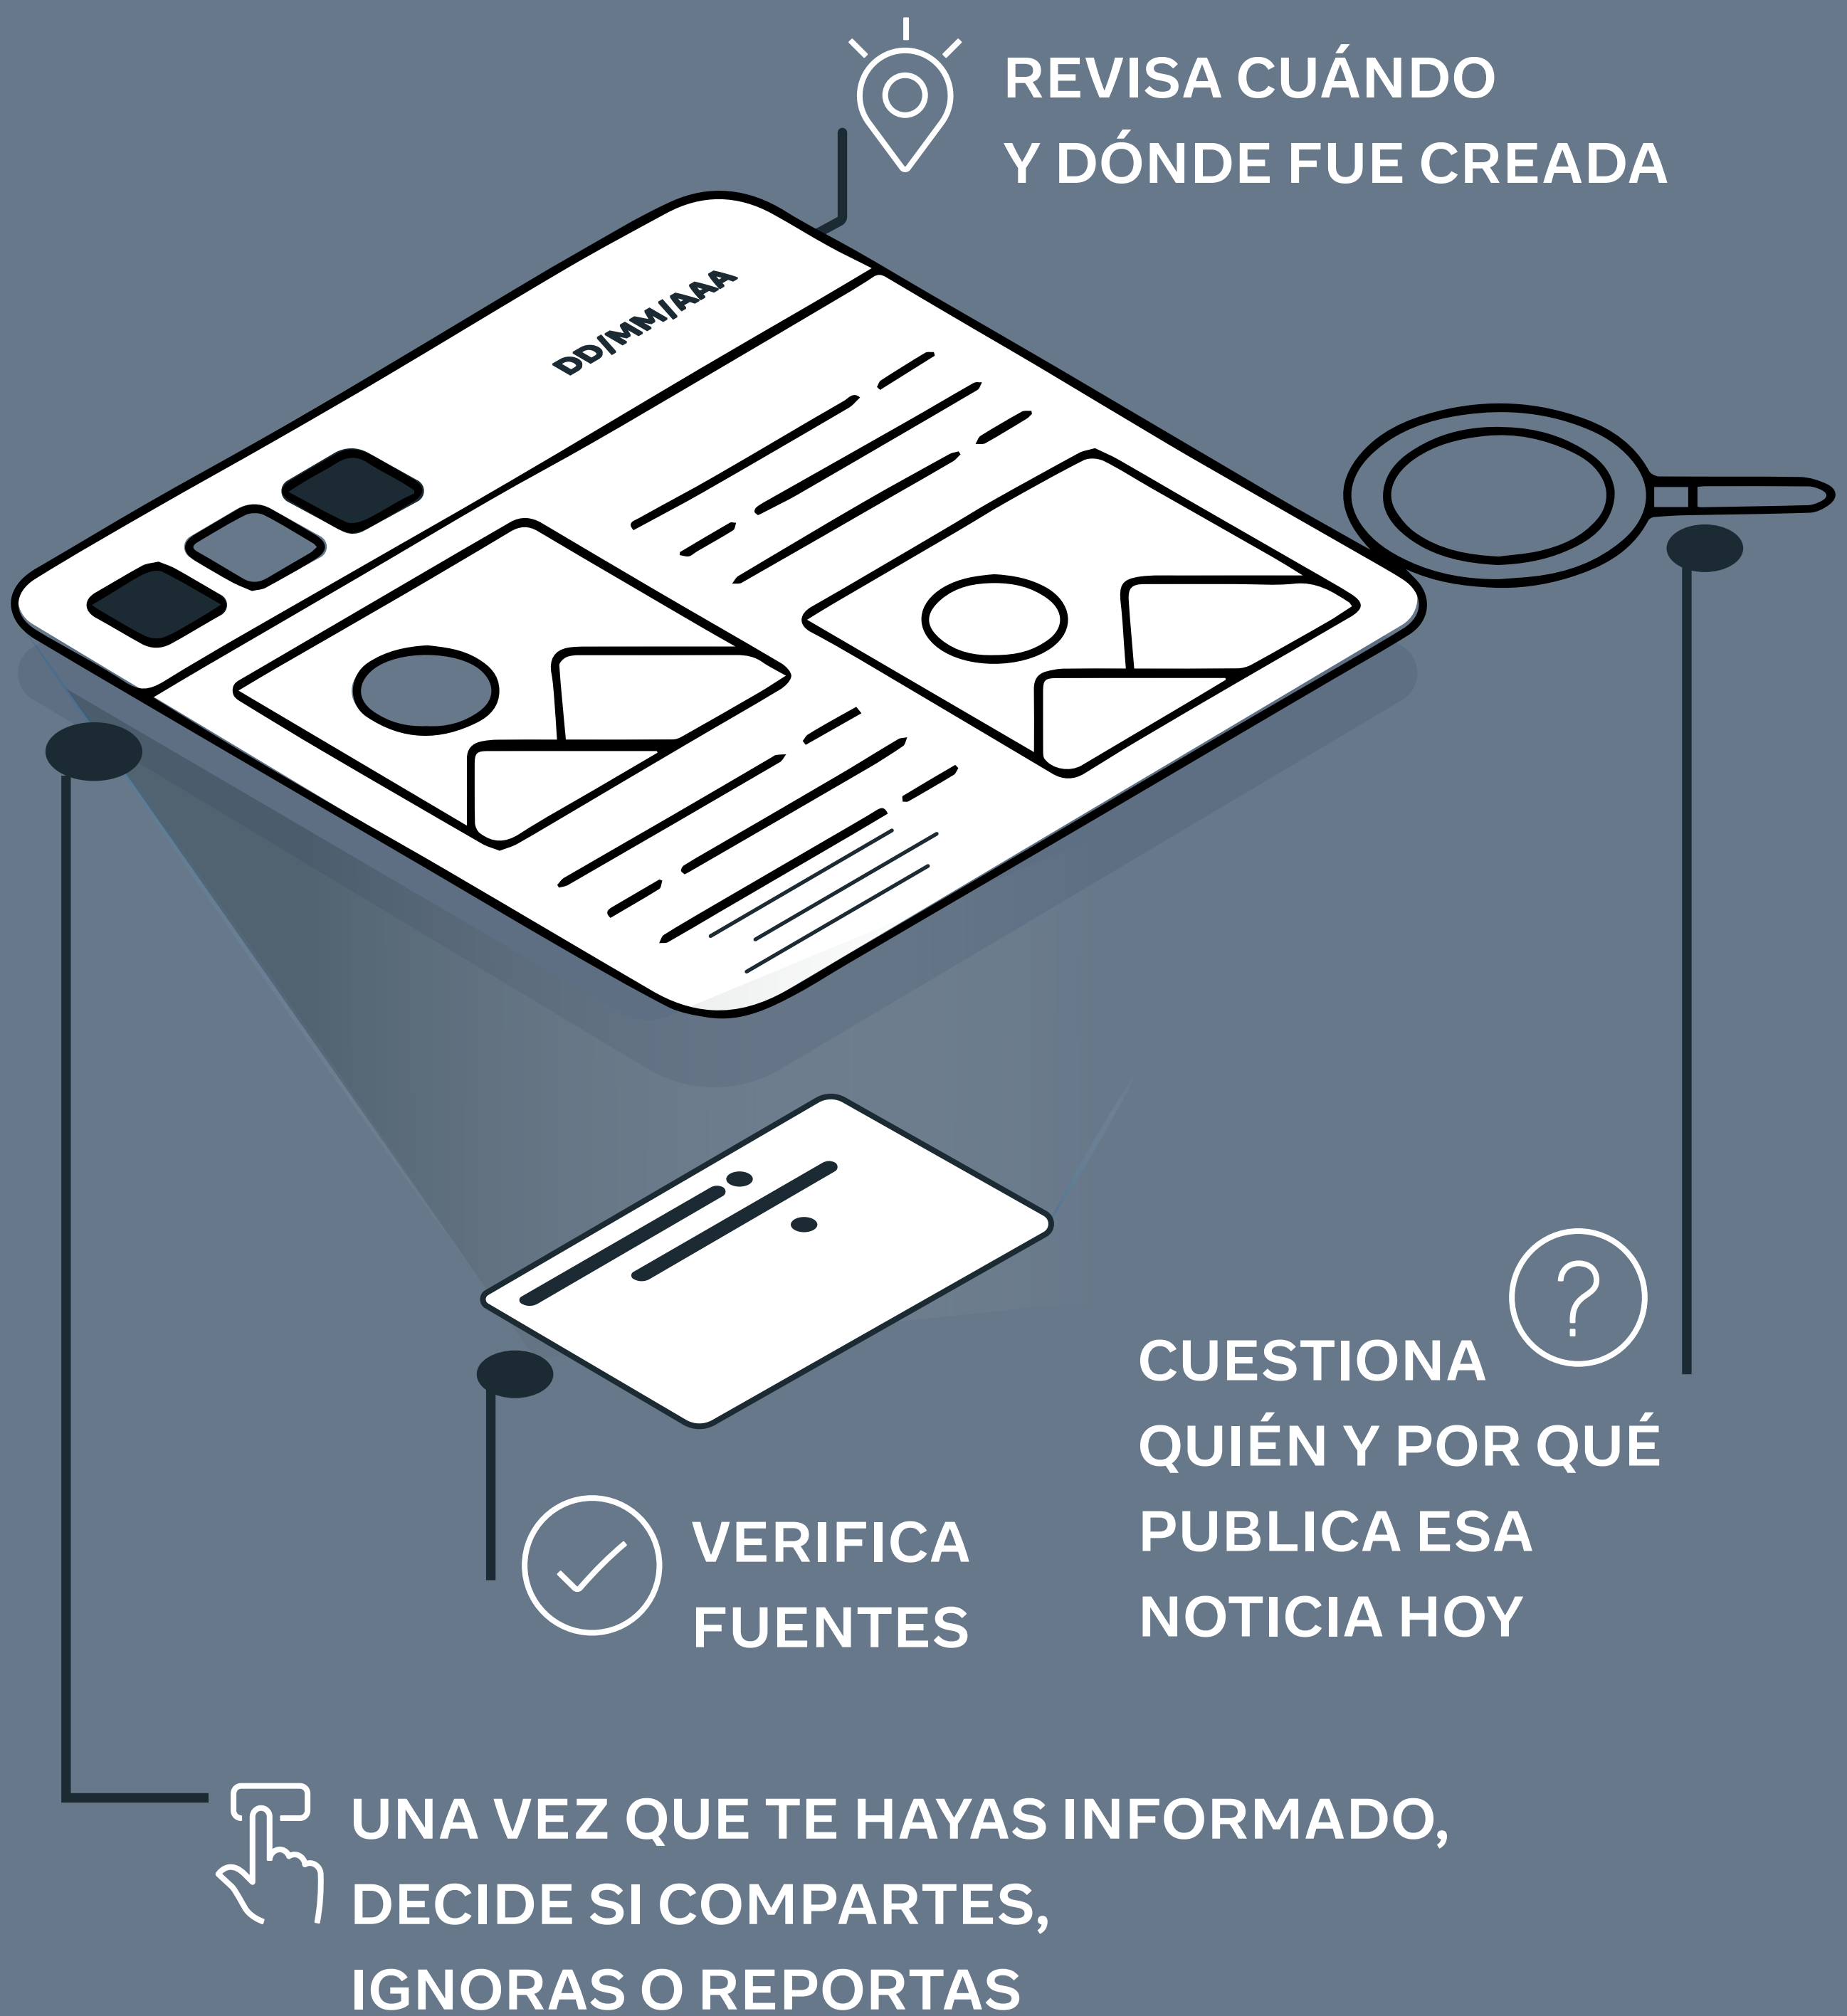 REVISA CUÁNDO
Y DÓNDE FUE CREADA
DD/MM/AAA
CUESTIONA
QUIÉN Y POR QUÉ
PUBLICA ESA
NOTICIA HOY
VERIFICA
FUENTES
UNA VEZ QUE TE HAYAS INFORMADO,
DECIDE SI COMPARTES,
IGNORAS O REPORTAS